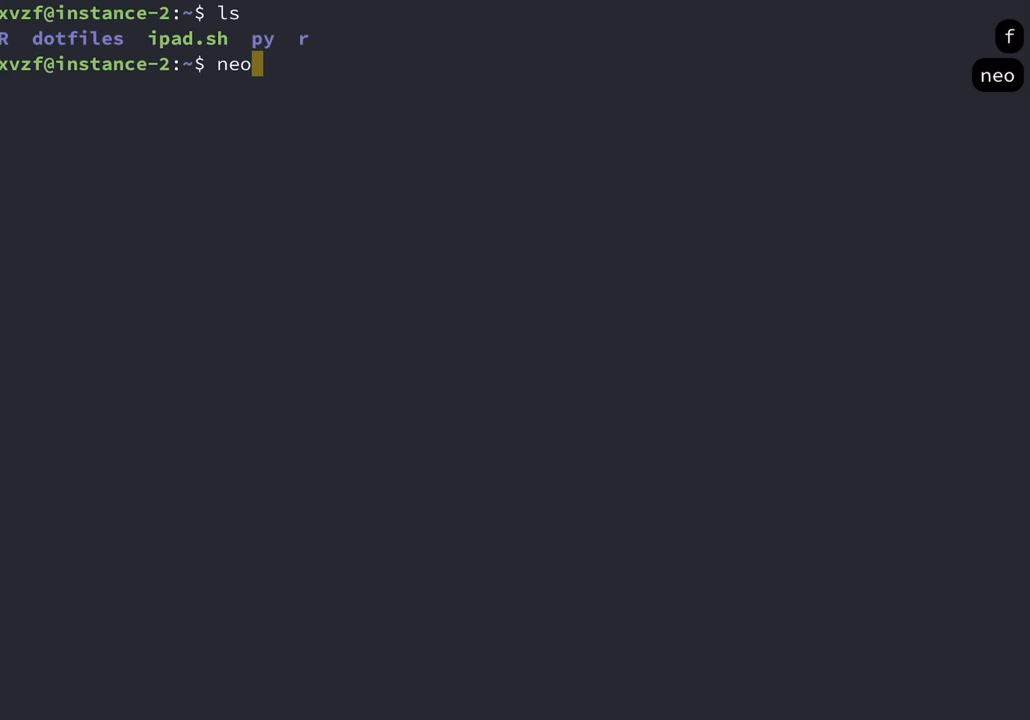 xvzf@instance-2:~$ ls
R  dotfiles  ipad.sh  py  r
xvzf@instance-2:~$ neo
f
neo